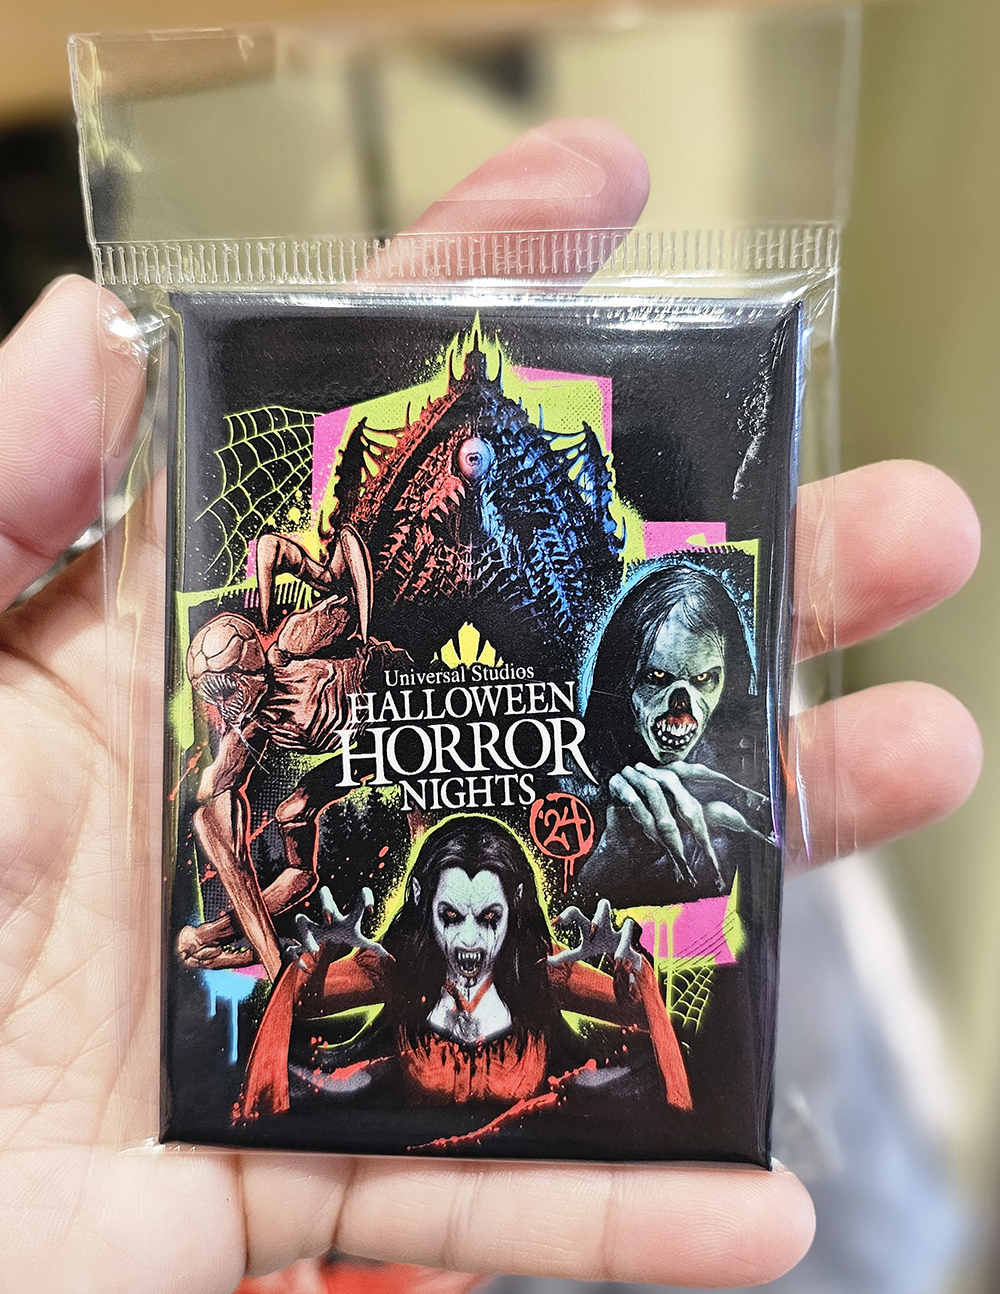 Universal Studios
HALLOWEEN
HORROR
NIGHTS
'24